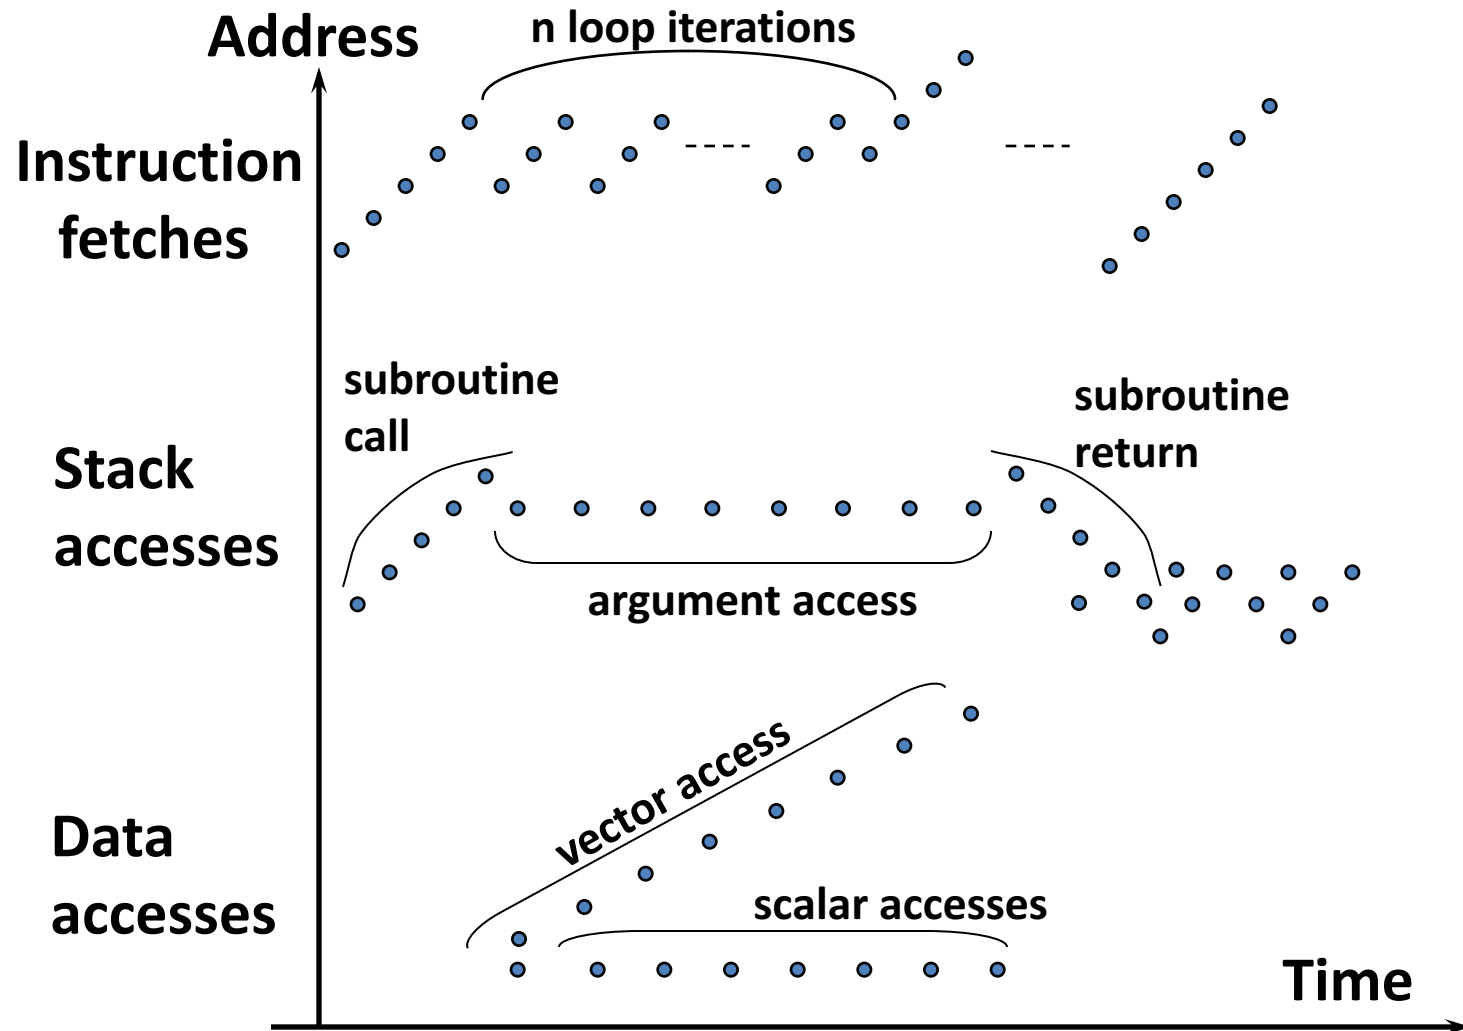 Address
n loop iterations
Instruction
fetches
subroutine
call
subroutine
return
Stack
accesses
argument access
vector access
Data
accesses
scalar accesses
Time